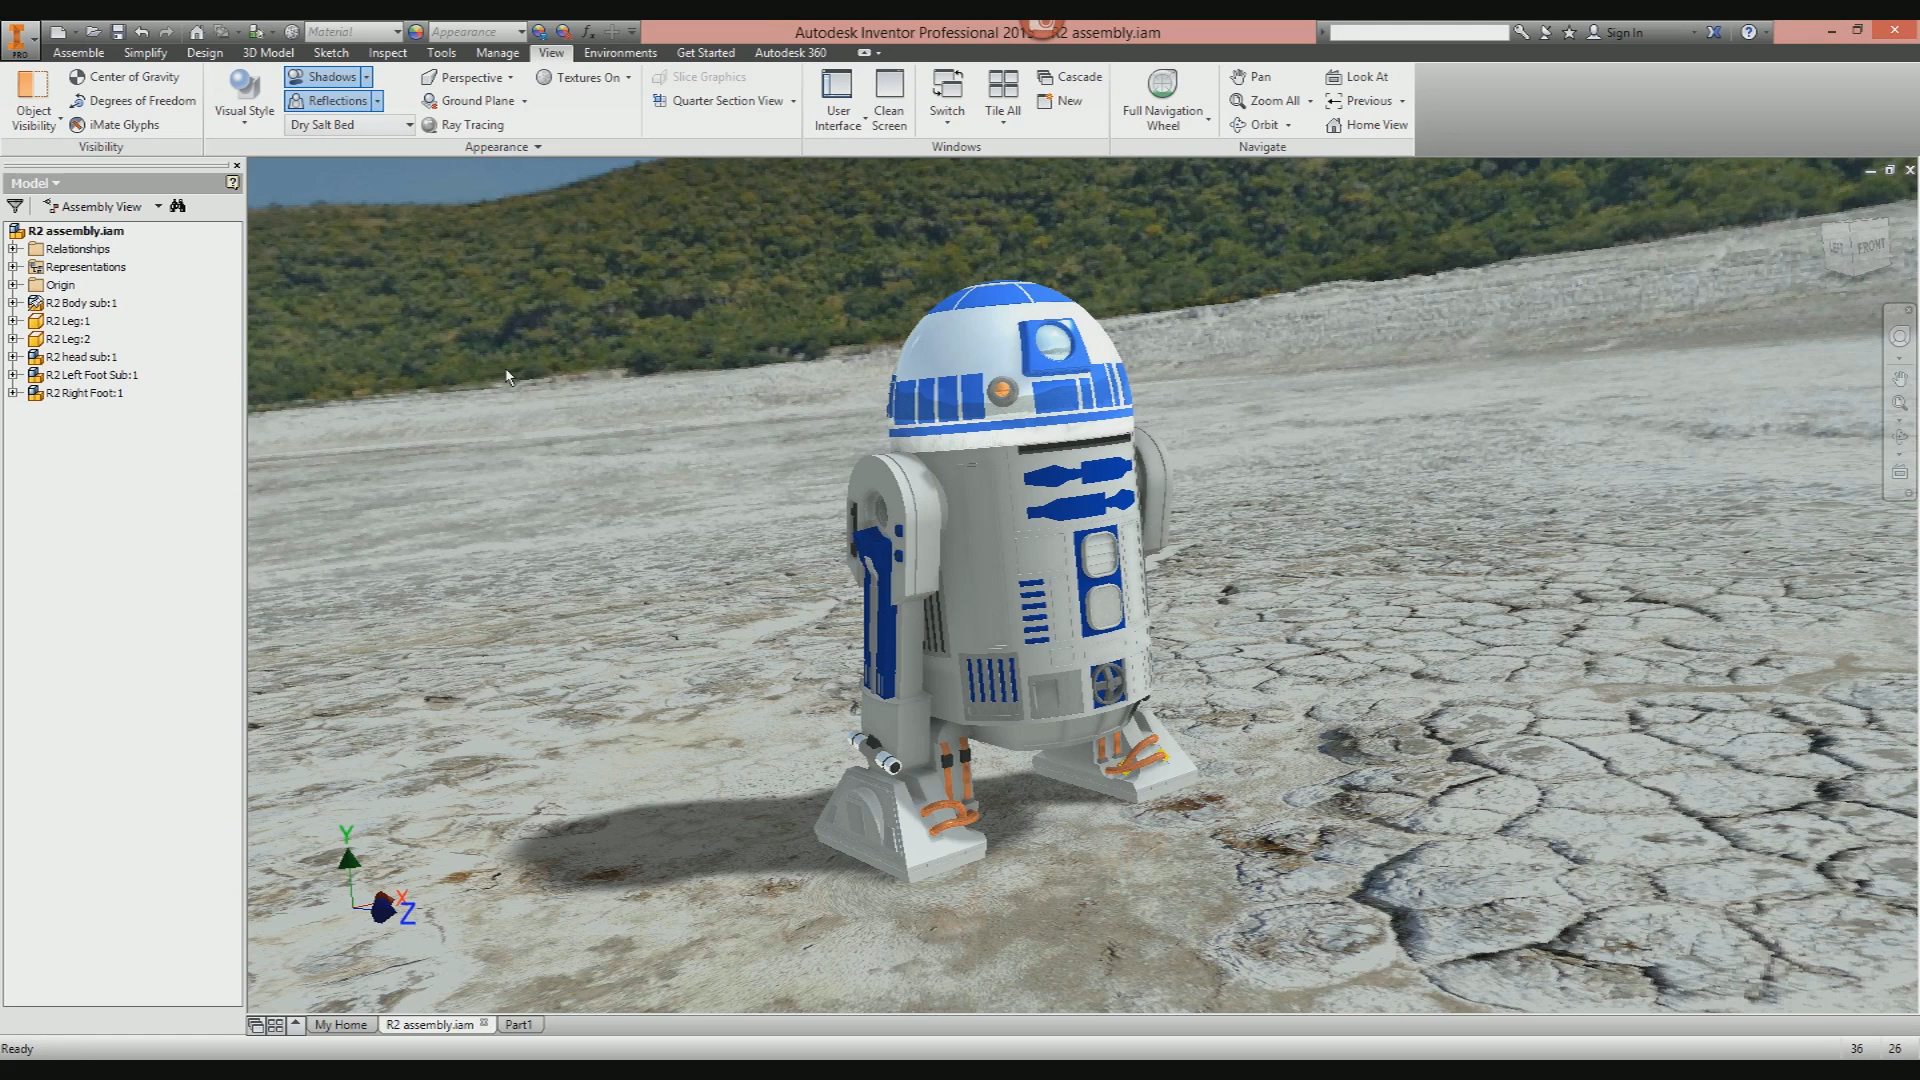 Material
Appearance
Autodesk Inventor Professional 201
R2 assembly.iam
Sign In
PRO
Assemble
Simplify
Design
3D Model
Sketch
Inspect
Tools
Manage
View
Environments
Get Started
Autodesk 360
Object Visibility
Center of Gravity
Degrees of Freedom
iMate Glyphs
Visibility
Visual Style
Shadows
Reflections
Dry Salt Bed
Perspective
Ground Plane
Ray Tracing
Textures On
Appearance
Slice Graphics
Quarter Section View
User Interface
Clean Screen
Switch
Tile All
Cascade
New
Windows
Full Navigation Wheel
Pan
Zoom All
Orbit
Look At
Previous
Home View
Navigate
Model
Assembly View
R2 assembly.iam
Relationships
Representations
Origin
R2 Body sub:1
R2 Leg:1
R2 Leg:2
R2 head sub:1
R2 Left Foot Sub:1
R2 Right Foot:1
LEFT
FRONT
Y
X
Z
My Home
R2 assembly.iam
Part1
Ready
36
26